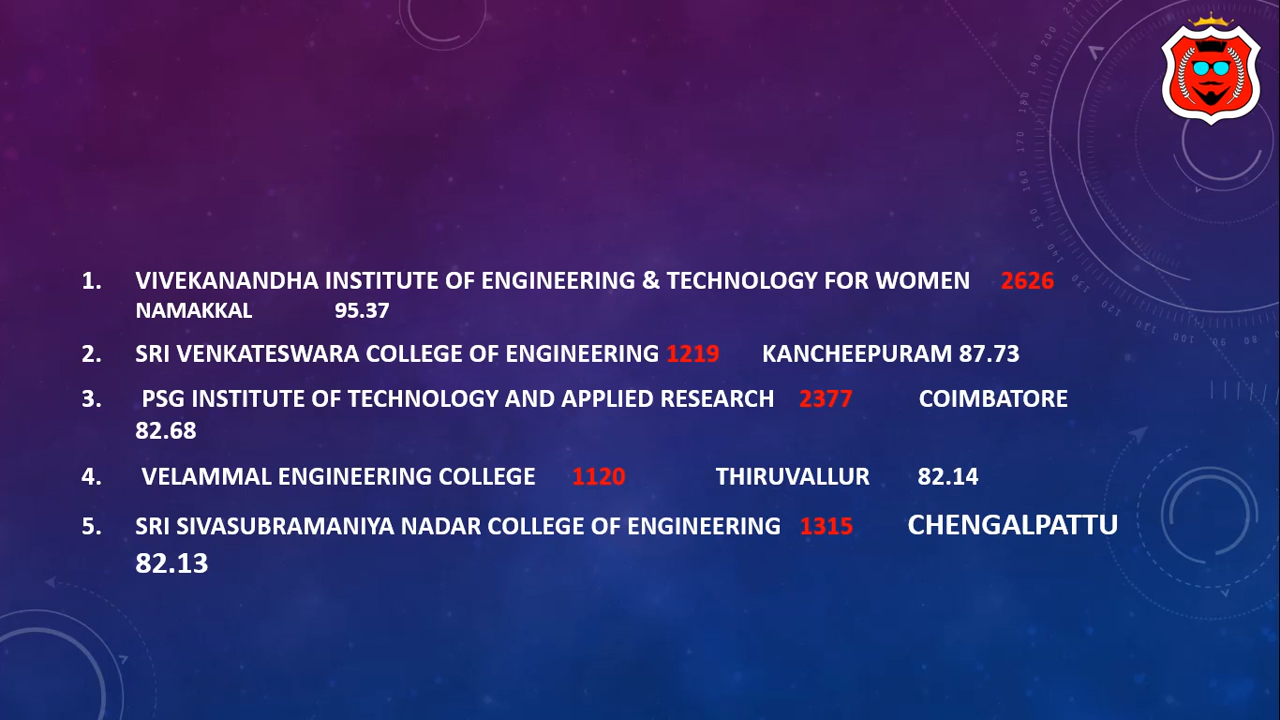 1. VIVEKANANDHA INSTITUTE OF ENGINEERING & TECHNOLOGY FOR WOMEN 2626
NAMAKKAL 95.37
2. SRI VENKATESWARA COLLEGE OF ENGINEERING 1219 KANCHEEPURAM 87.73
3. PSG INSTITUTE OF TECHNOLOGY AND APPLIED RESEARCH 2377 COIMBATORE
82.68
4. VELAMMAL ENGINEERING COLLEGE 1120 THIRUVALLUR 82.14
5. SRI SIVASUBRAMANIYA NADAR COLLEGE OF ENGINEERING 1315 CHENGALPATTU
82.13